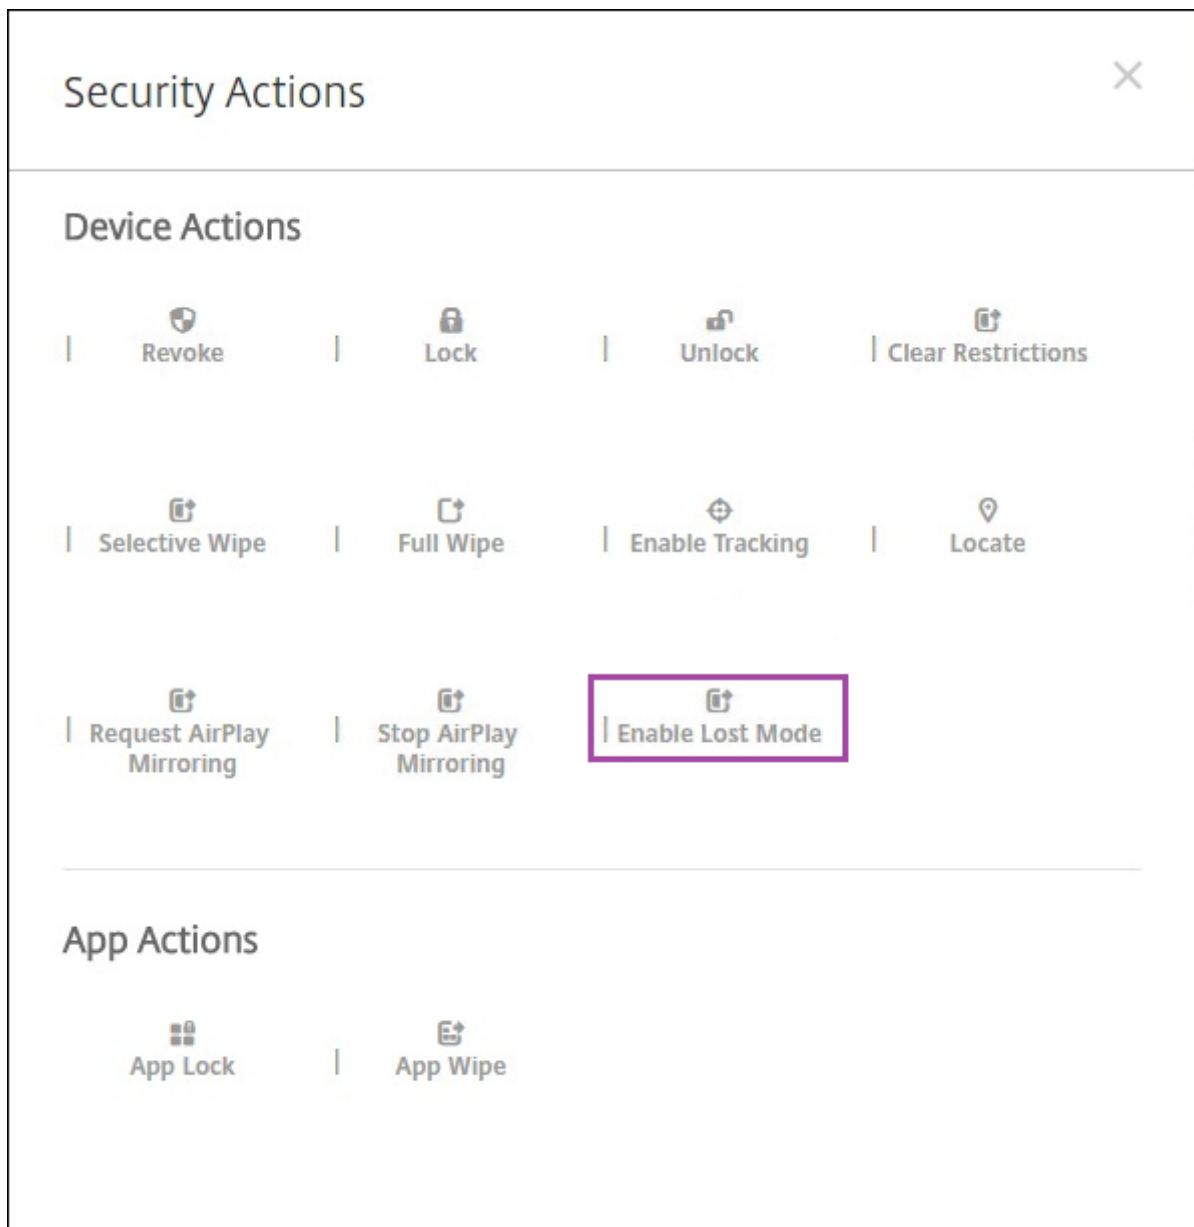 Security Actions
Device Actions
Revoke
Lock
Unlock
Clear Restrictions
Selective Wipe
Full Wipe
Enable Tracking
Locate
Request AirPlay
Mirroring
Stop AirPlay
Mirroring
Enable Lost Mode
App Actions
App Lock
App Wipe